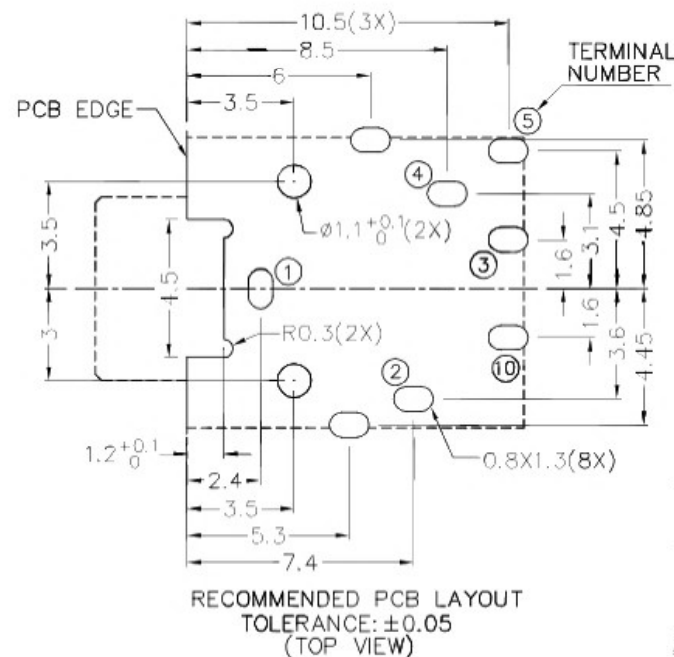 10.5(3X)
8.5
TERMINAL
NUMBER
6
PCB EDGE
3.5
5
4
3.5
Ø1.1+0.1 0(2X)
3.1
4.5
4.85
1
3
1.6
4.5
3
R0.3(2X)
1.6
3.6
4.45
2
10
1.2+0.1 0
0.8X1.3(8X)
2.4
3.5
5.3
7.4
RECOMMENDED PCB LAYOUT
TOLERANCE: ±0.05
(TOP VIEW)